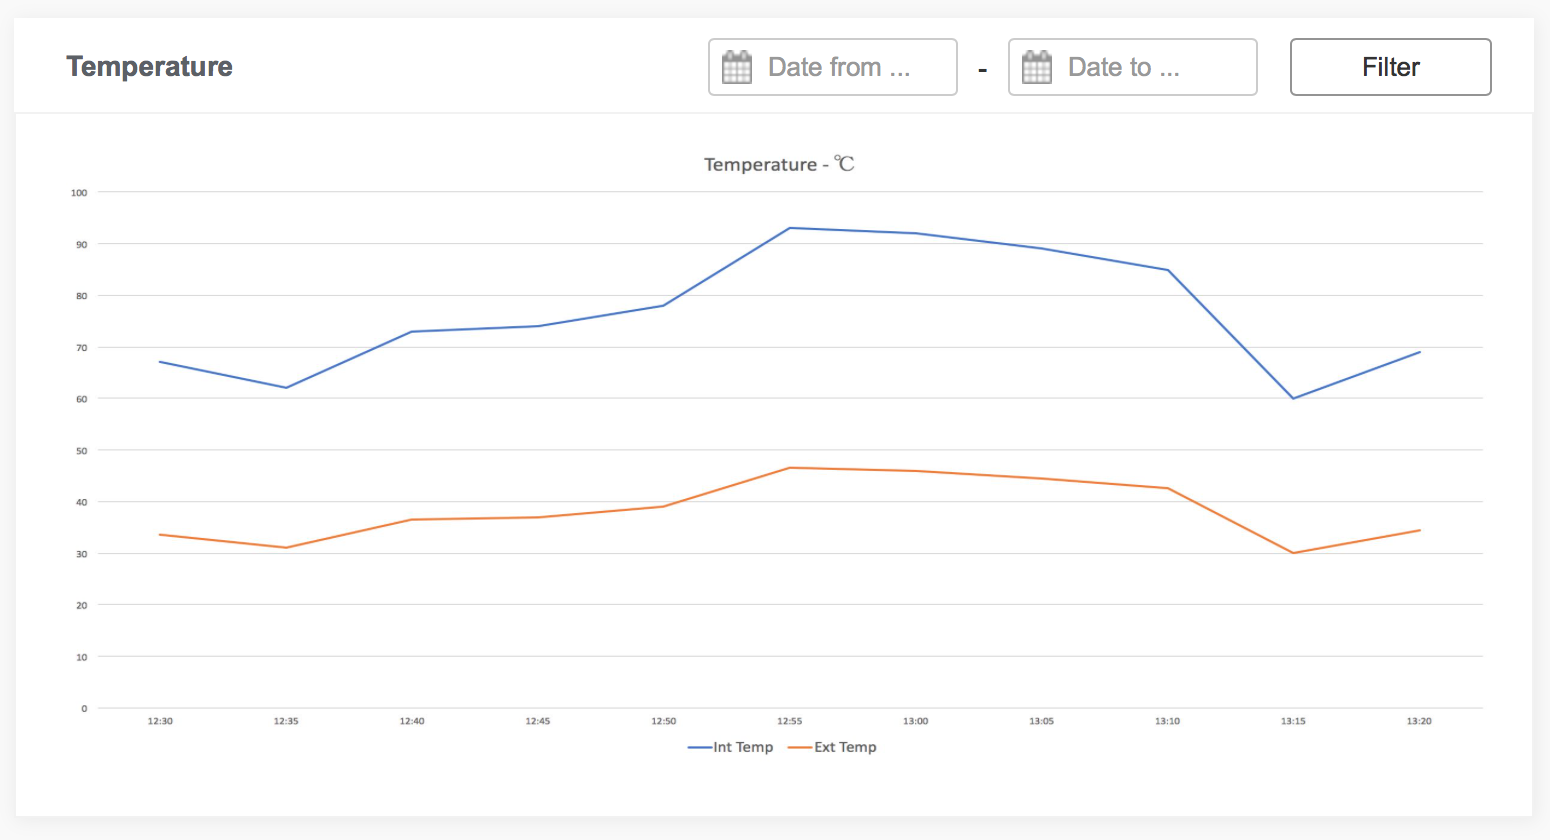 Temperature
Date from ... - Date to ... Filter
Temperature - ℃
100
90
80
70
60
50
40
30
20
10
0
12:30 12:35 12:40 12:45 12:50 12:55 13:00 13:05 13:10 13:15 13:20
Int Temp Ext Temp